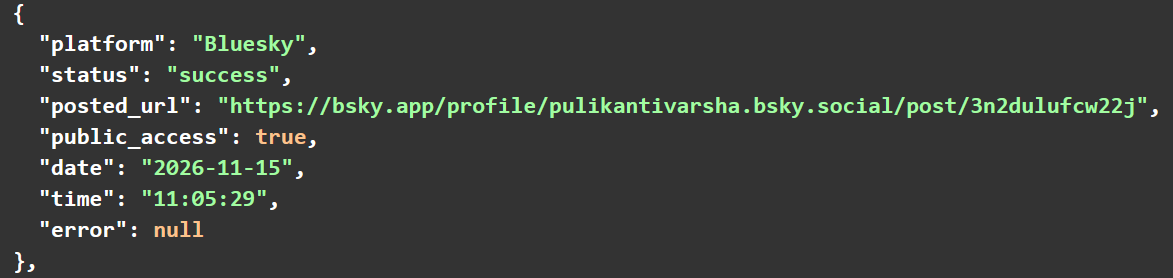 {
  "platform": "Bluesky",
  "status": "success",
  "posted_url": "https://bsky.app/profile/pulikantivarsha.bsky.social/post/3n2dulufcw22j",
  "public_access": true,
  "date": "2026-11-15",
  "time": "11:05:29",
  "error": null
},